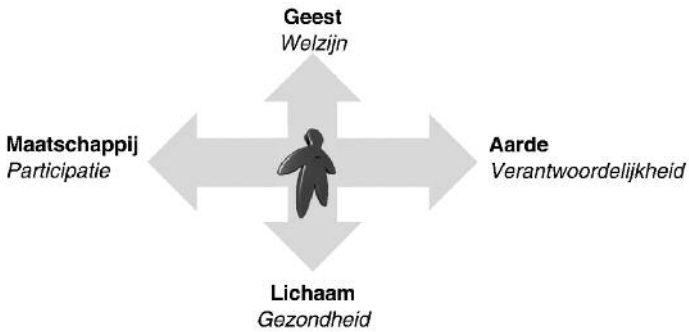 Geest
Welzijn
Maatschappij
Participatie
Aarde
Verantwoordelijkheid
Lichaam
Gezondheid